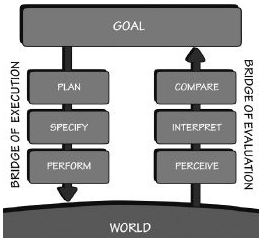 GOAL
BRIDGE OF EXECUTION
PLAN
SPECIFY
PERFORM
COMPARE
INTERPRET
PERCEIVE
BRIDGE OF EVALUATION
WORLD